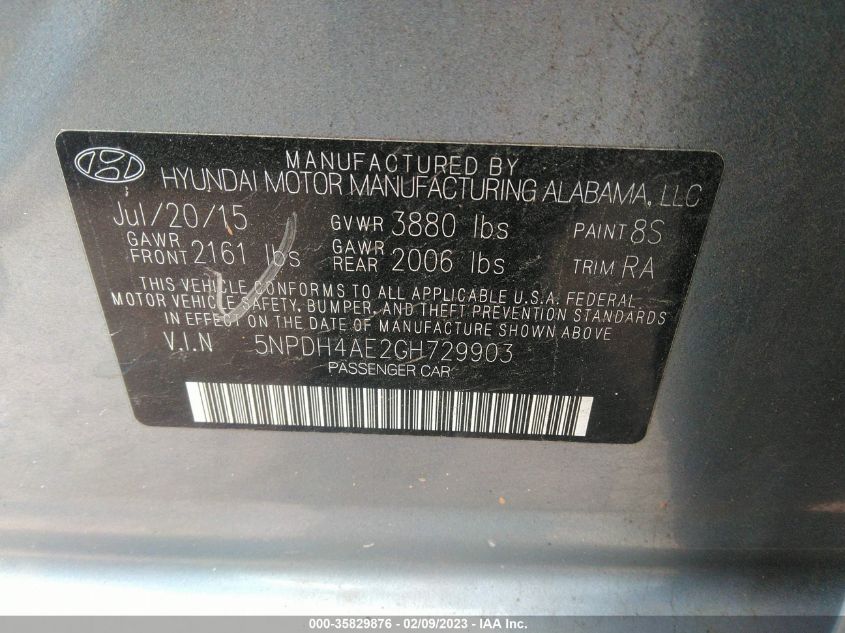 MANUFACTURED BY
HYUNDAI MOTOR MANUFACTURING ALABAMA, LLC
Jul/20/15 GVWR 3880 lbs PAINT 8S
GAWR FRONT 2161 lbs GAWR REAR 2006 lbs TRIM RA
THIS VEHICLE CONFORMS TO ALL APPLICABLE U.S.A. FEDERAL
MOTOR VEHICLE SAFETY, BUMPER, AND THEFT PREVENTION STANDARDS
IN EFFECT ON THE DATE OF MANUFACTURE SHOWN ABOVE
V.I.N 5NPDH4AE2GH729903
PASSENGER CAR
000-35829876 - 02/09/2023 - IAA Inc.